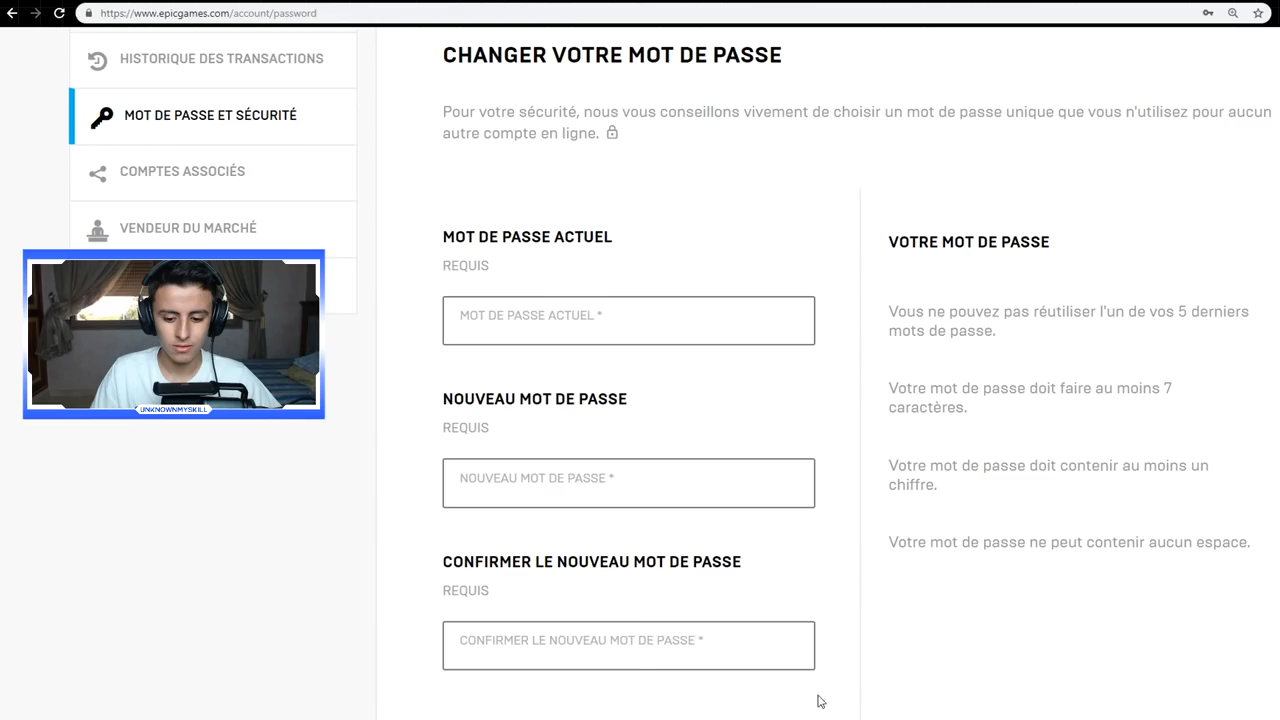 https://www.epicgames.com/account/password
HISTORIQUE DES TRANSACTIONS
MOT DE PASSE ET SÉCURITÉ
COMPTES ASSOCIÉS
VENDEUR DU MARCHÉ
UNKNOWNMYSKILL
CHANGER VOTRE MOT DE PASSE
Pour votre sécurité, nous vous conseillons vivement de choisir un mot de passe unique que vous n'utilisez pour aucun
autre compte en ligne.
MOT DE PASSE ACTUEL
REQUIS
MOT DE PASSE ACTUEL *
NOUVEAU MOT DE PASSE
REQUIS
NOUVEAU MOT DE PASSE *
CONFIRMER LE NOUVEAU MOT DE PASSE
REQUIS
CONFIRMER LE NOUVEAU MOT DE PASSE *
VOTRE MOT DE PASSE
Vous ne pouvez pas réutiliser l'un de vos 5 derniers
mots de passe.
Votre mot de passe doit faire au moins 7
caractères.
Votre mot de passe doit contenir au moins un
chiffre.
Votre mot de passe ne peut contenir aucun espace.